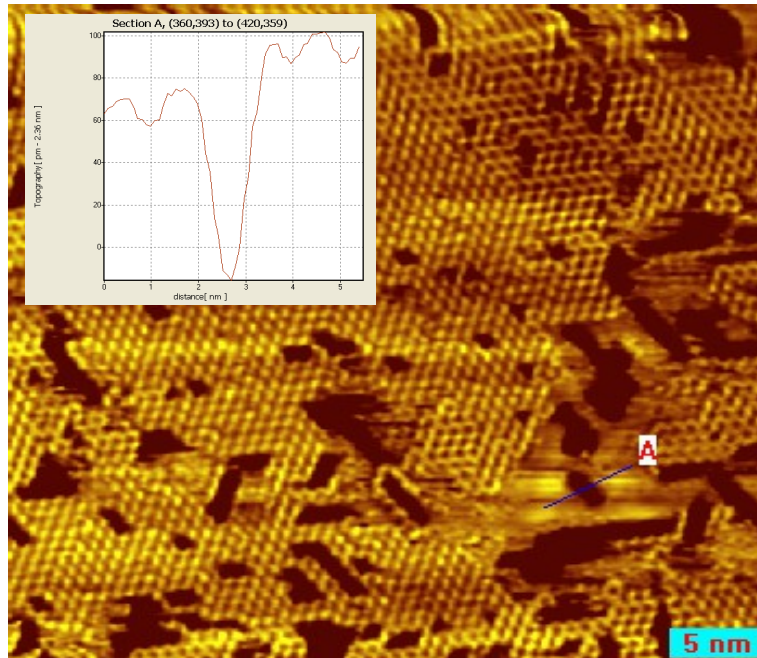 Section A, (360,393) to (420,359)
100
80
60
40
20
0
Topography[ pm - 2.36 nm ]
0 1 2 3 4 5
distance[ nm ]
A
5 nm